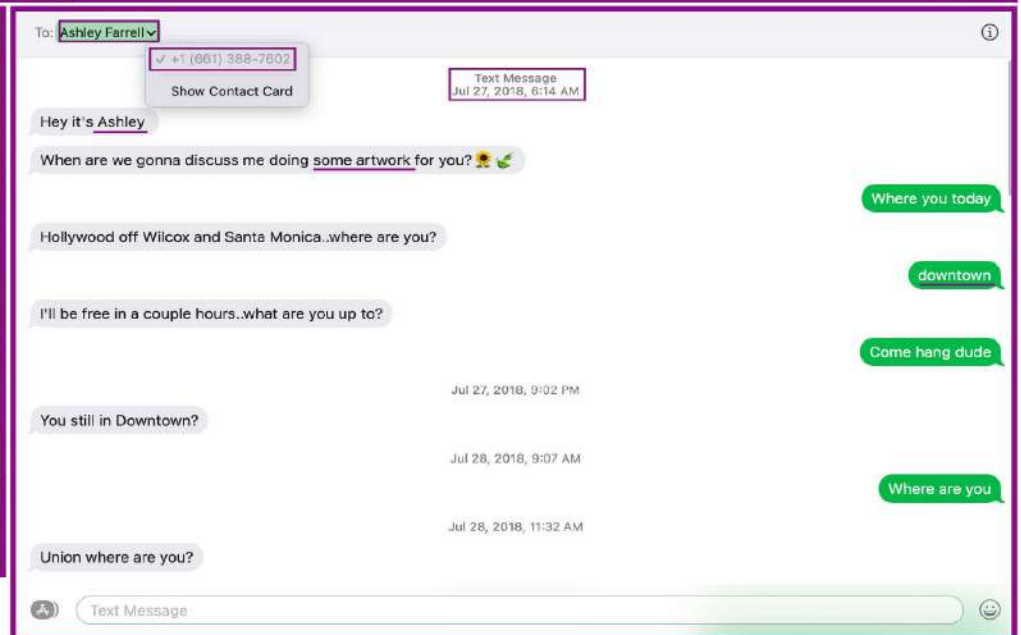 To: Ashley Farrell
✓ +1 (661) 388-7602
Show Contact Card
Text Message
Jul 27, 2018, 6:14 AM
Hey it's Ashley
When are we gonna discuss me doing some artwork for you?🌻🌿
Where you today
Hollywood off Wilcox and Santa Monica..where are you?
downtown
I'll be free in a couple hours..what are you up to?
Come hang dude
Jul 27, 2018, 9:02 PM
You still in Downtown?
Jul 28, 2018, 9:07 AM
Where are you
Jul 28, 2018, 11:32 AM
Union where are you?
Text Message